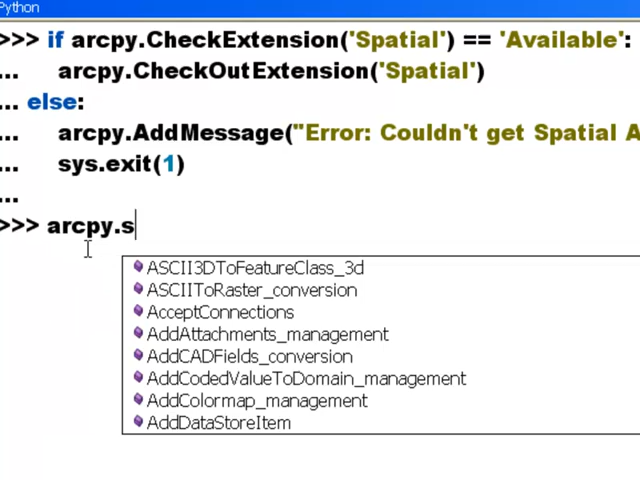 Python
>>> if arcpy.CheckExtension('Spatial') == 'Available':
... arcpy.CheckOutExtension('Spatial')
... else:
... arcpy.AddMessage("Error: Couldn't get Spatial A
... sys.exit(1)
...
>>> arcpy.s
ASCII3DToFeatureClass_3d
ASCIIToRaster_conversion
AcceptConnections
AddAttachments_management
AddCADFields_conversion
AddCodedValueToDomain_management
AddColormap_management
AddDataStoreItem